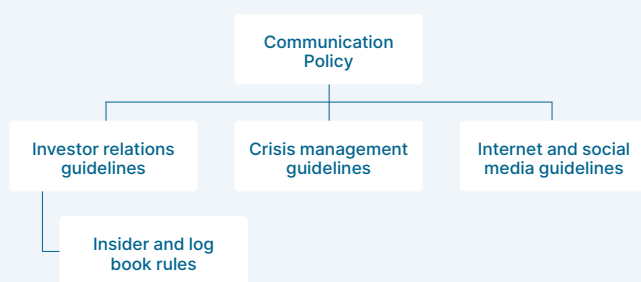 Communication
Policy
Investor relations
guidelines
Crisis management
guidelines
Internet and social
media guidelines
Insider and log
book rules